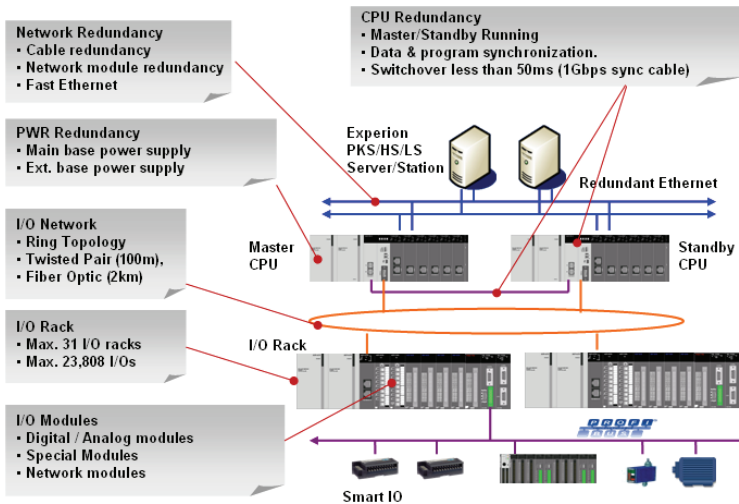 Network Redundancy
• Cable redundancy
• Network module redundancy
• Fast Ethernet
CPU Redundancy
• Master/Standby Running
• Data & program synchronization.
• Switchover less than 50ms (1Gbps sync cable)
PWR Redundancy
• Main base power supply
• Ext. base power supply
Experion
PKS/HS/LS
Server/Station
Redundant Ethernet
I/O Network
• Ring Topology
• Twisted Pair (100m),
• Fiber Optic (2km)
Master
CPU
Standby
CPU
I/O Rack
• Max. 31 I/O racks
• Max. 23,808 I/Os
I/O Rack
I/O Modules
• Digital / Analog modules
• Special Modules
• Network modules
PROFI
BUS
Smart IO